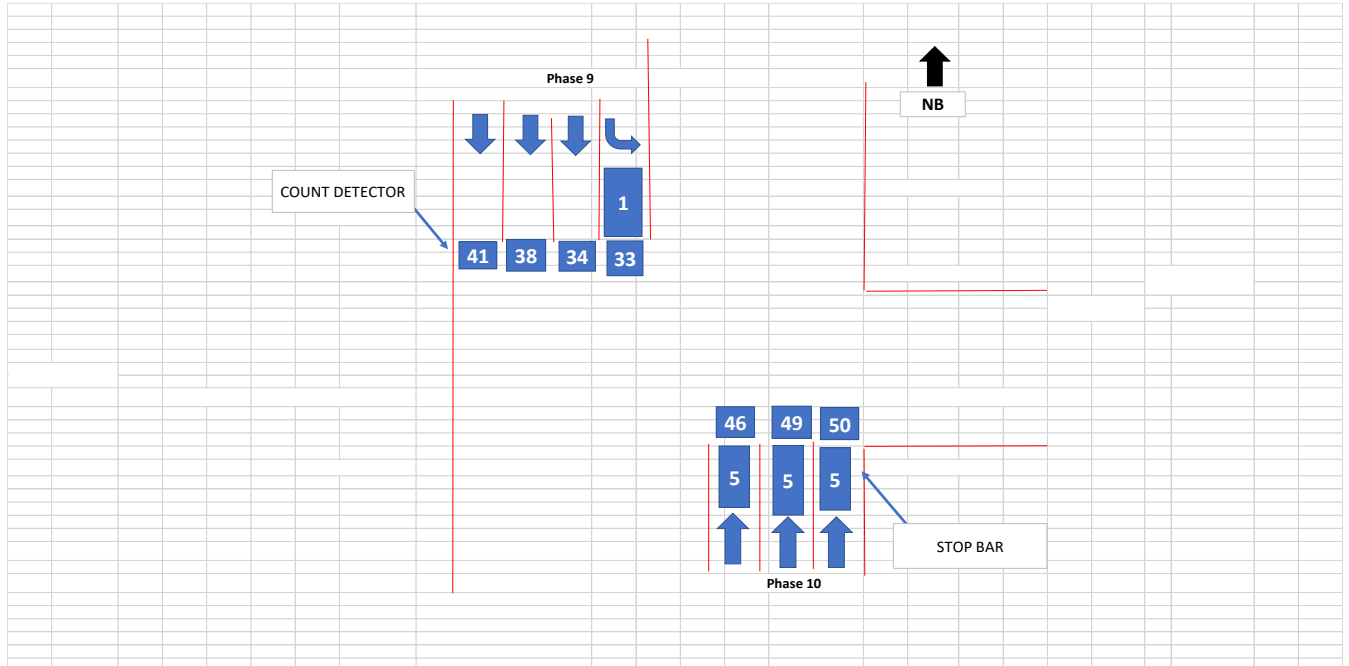 Phase 9
NB
COUNT DETECTOR
1
41 38 34 33
46 49 50
5 5 5
STOP BAR
Phase 10